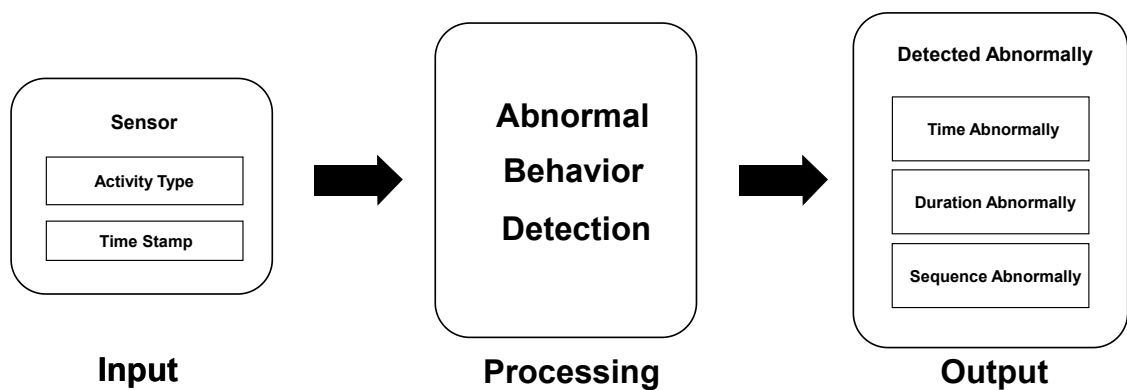 Sensor
Activity Type
Time Stamp
Input
Abnormal
Behavior
Detection
Processing
Detected Abnormally
Time Abnormally
Duration Abnormally
Sequence Abnormally
Output